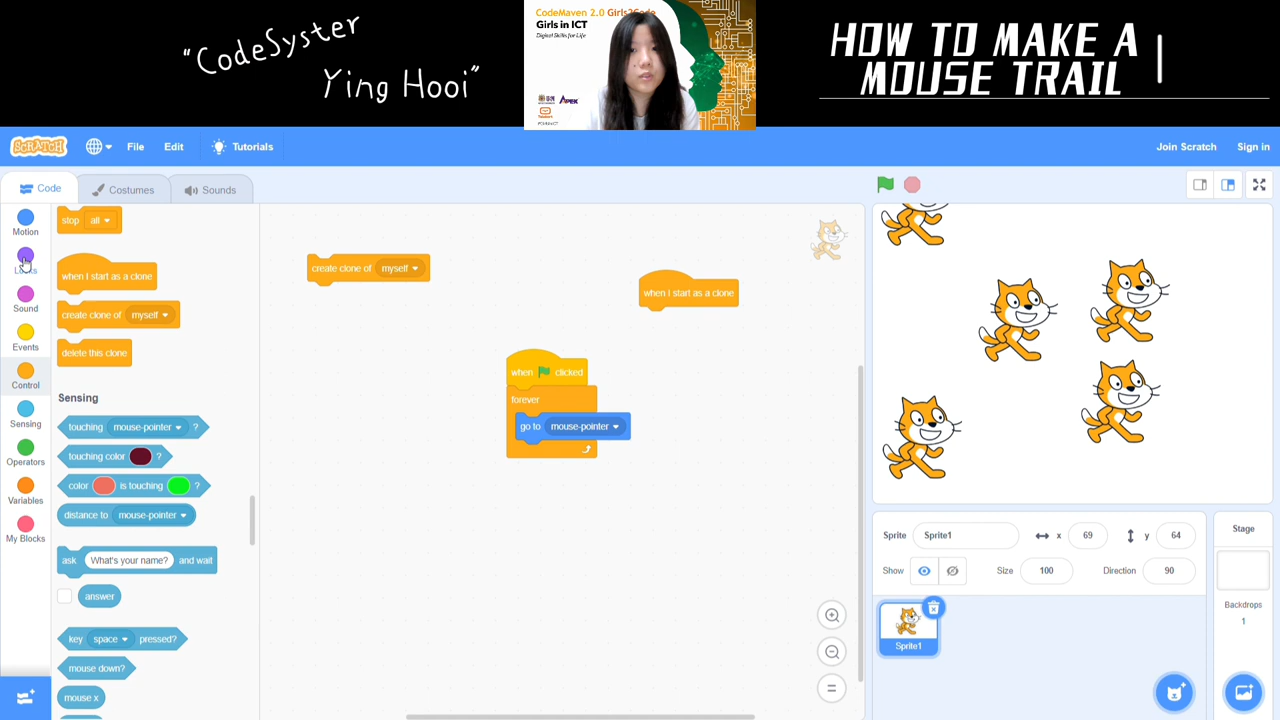 "CodeSyster
Ying Hooi"
CodeMaven 2.0 Girls2Code
Girls in ICT
Digital Skills for Life
APEK
HOW TO MAKE A
MOUSE TRAIL
SCRATCH
File
Edit
Tutorials
Join Scratch
Sign in
Code
Costumes
Sounds
Motion
Looks
Sound
Events
Control
Sensing
Operators
Variables
My Blocks
stop all
when I start as a clone
create clone of myself
delete this clone
Sensing
touching mouse-pointer ?
touching color ?
color is touching ?
distance to mouse-pointer
ask What's your name? and wait
answer
key space pressed?
mouse down?
mouse x
create clone of myself
when I start as a clone
when clicked
forever
go to mouse-pointer
Sprite Sprite1 x 69 y 64
Show Size 100 Direction 90
Sprite1
Stage
Backdrops
1